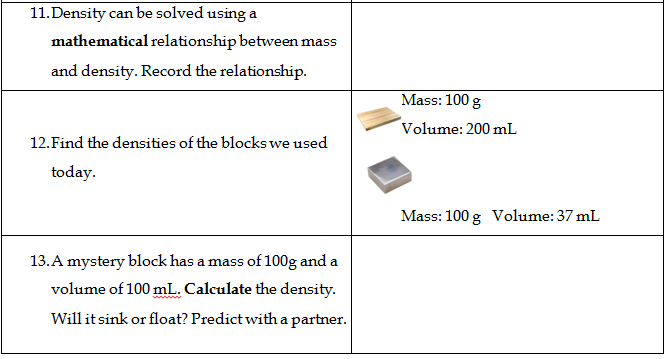 11. Density can be solved using a
mathematical relationship between mass
and density. Record the relationship.
Mass: 100 g
Volume: 200 mL
12. Find the densities of the blocks we used
today.
Mass: 100 g Volume: 37 mL
13. A mystery block has a mass of 100g and a
volume of 100 mL. Calculate the density.
Will it sink or float? Predict with a partner.